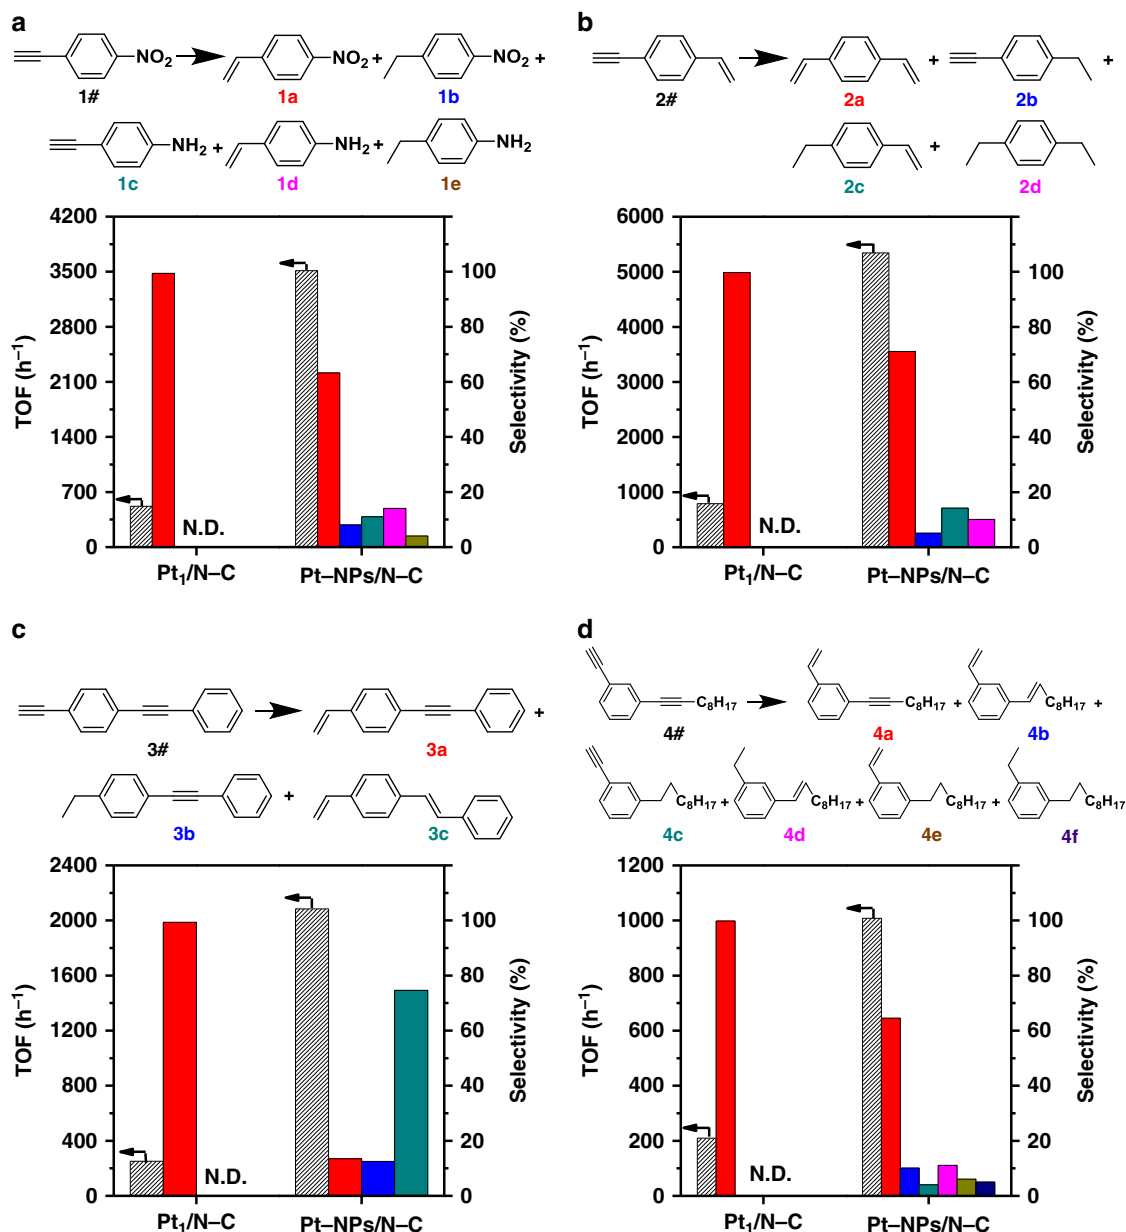 a
NO₂ + NO₂ +
NO₂
1# 1a 1b
NH₂ + NH₂ + NH₂
1c 1d 1e
4200
3500
2800
2100
1400
700
0
TOF (h⁻¹)
100
80
60
40
20
0
Selectivity (%)
N.D.
Pt₁/N–C Pt–NPs/N–C
b
+ +
2# 2a 2b
+
2c 2d
6000
5000
4000
3000
2000
1000
0
TOF (h⁻¹)
100
80
60
40
20
0
Selectivity (%)
N.D.
Pt₁/N–C Pt–NPs/N–C
c
+
3# 3a
+
3b 3c
2400
2000
1600
1200
800
400
0
TOF (h⁻¹)
100
80
60
40
20
0
Selectivity (%)
N.D.
Pt₁/N–C Pt–NPs/N–C
d
C₈H₁₇ C₈H₁₇ + C₈H₁₇ +
4# 4a 4b
C₈H₁₇ + C₈H₁₇ + C₈H₁₇ + C₈H₁₇
4c 4d 4e 4f
1200
1000
800
600
400
200
0
TOF (h⁻¹)
100
80
60
40
20
0
Selectivity (%)
N.D.
Pt₁/N–C Pt–NPs/N–C